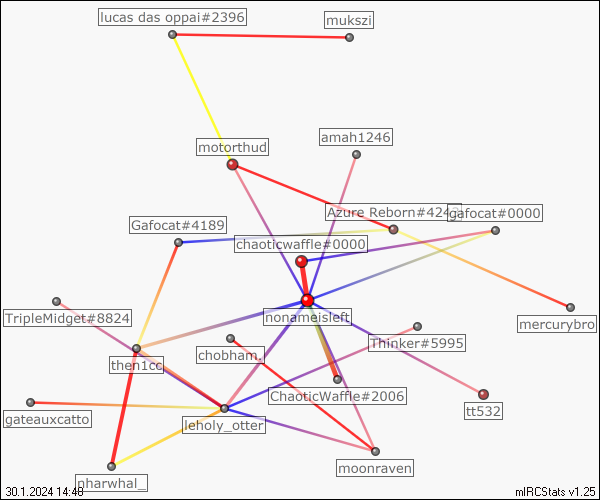 lucas das oppai#2396
mukszi
amah1246
motorthud
Azure Reborn#424
gafocat#0000
Gafocat#4189
chaoticwaffle#0000
TripleMidget#8824
nonameisleft
mercurybro
Thinker#5995
chobham.
then1cc
ChaoticWaffle#2006
tt532
gateauxcatto
leholy_otter
moonraven
pharwhal_
30.1.2024 14:48
mIRCStats v1.25